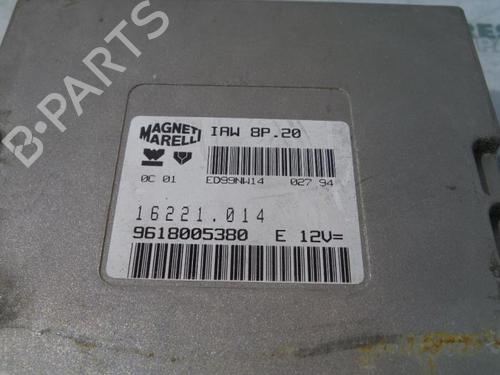 MAGNETI
MARELLI
IAW 8P.20
0C 01 ED99NW14 027 94
16221.014
9618005380 E 12V=
B-PARTS